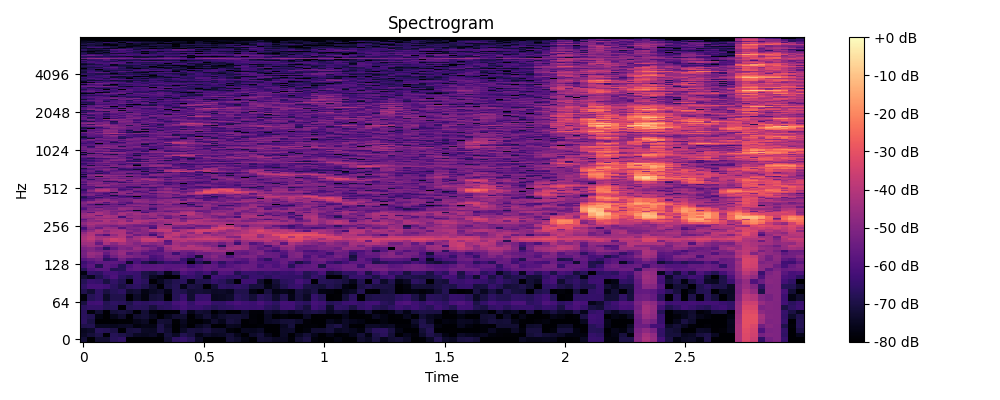 Spectrogram
Hz
4096
2048
1024
512
256
128
64
0
0
0.5
1
1.5
2
2.5
Time
+0 dB
-10 dB
-20 dB
-30 dB
-40 dB
-50 dB
-60 dB
-70 dB
-80 dB